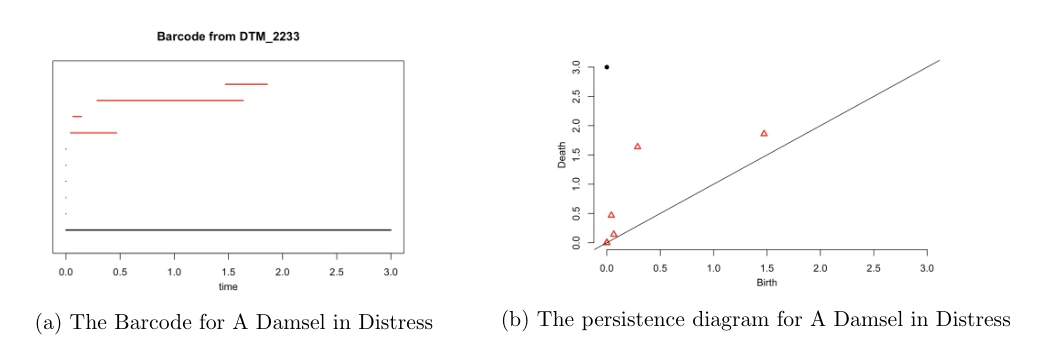 Barcode from DTM_2233
0.0 0.5 1.0 1.5 2.0 2.5 3.0
time
(a) The Barcode for A Damsel in Distress
3.0
2.5
2.0
1.5
1.0
0.5
0.0
Death
0.0 0.5 1.0 1.5 2.0 2.5 3.0
Birth
(b) The persistence diagram for A Damsel in Distress